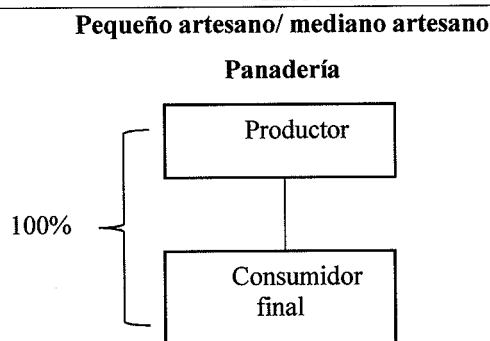 Pequeño artesano/ mediano artesano
Panadería
Productor
100%
Consumidor
final